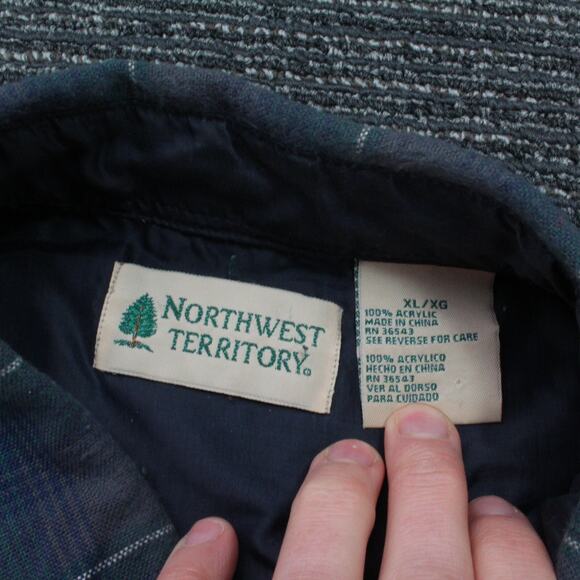 NORTHWEST
TERRITORY®
XL/XG
100% ACRYLIC
MADE IN CHINA
RN 36543
SEE REVERSE FOR CARE
100% ACRYLICO
HECHO EN CHINA
RN 36543
VER AL DORSO
PARA CUIDADO